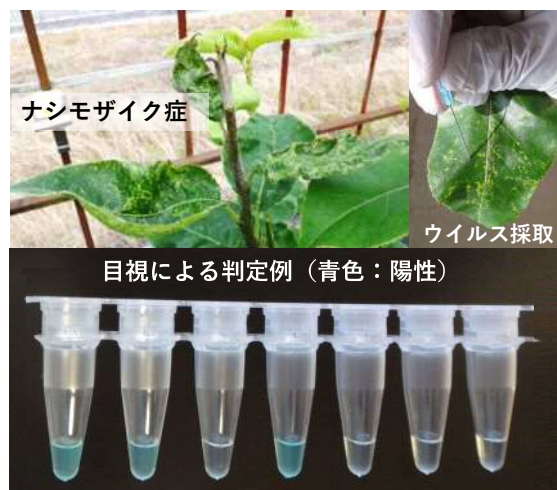 ナシモザイク症
ウイルス採取
目視による判定例（青色：陽性）